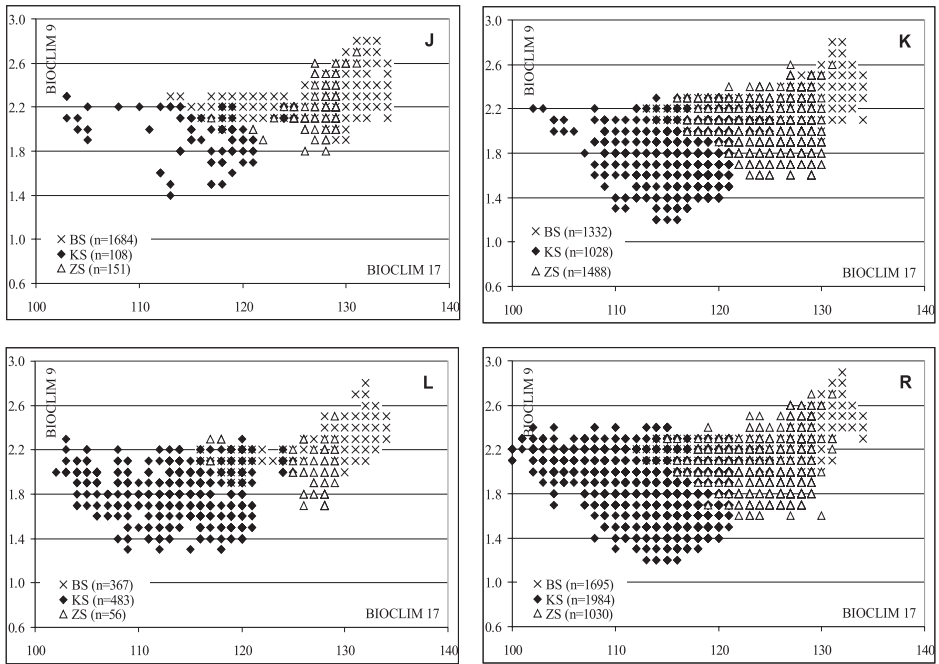 3.0
2.6
2.2
1.8
1.4
1.0
0.6
BIOCLIM 9
J
BS (n=1684)
KS (n=108)
ZS (n=151)
BIOCLIM 17
100 110 120 130 140
3.0
2.6
2.2
1.8
1.4
1.0
0.6
BIOCLIM 9
K
BS (n=1332)
KS (n=1028)
ZS (n=1488)
BIOCLIM 17
100 110 120 130 140
3.0
2.6
2.2
1.8
1.4
1.0
0.6
BIOCLIM 9
L
BS (n=367)
KS (n=483)
ZS (n=56)
BIOCLIM 17
100 110 120 130 140
3.0
2.6
2.2
1.8
1.4
1.0
0.6
BIOCLIM 9
R
BS (n=1695)
KS (n=1984)
ZS (n=1030)
BIOCLIM 17
100 110 120 130 140